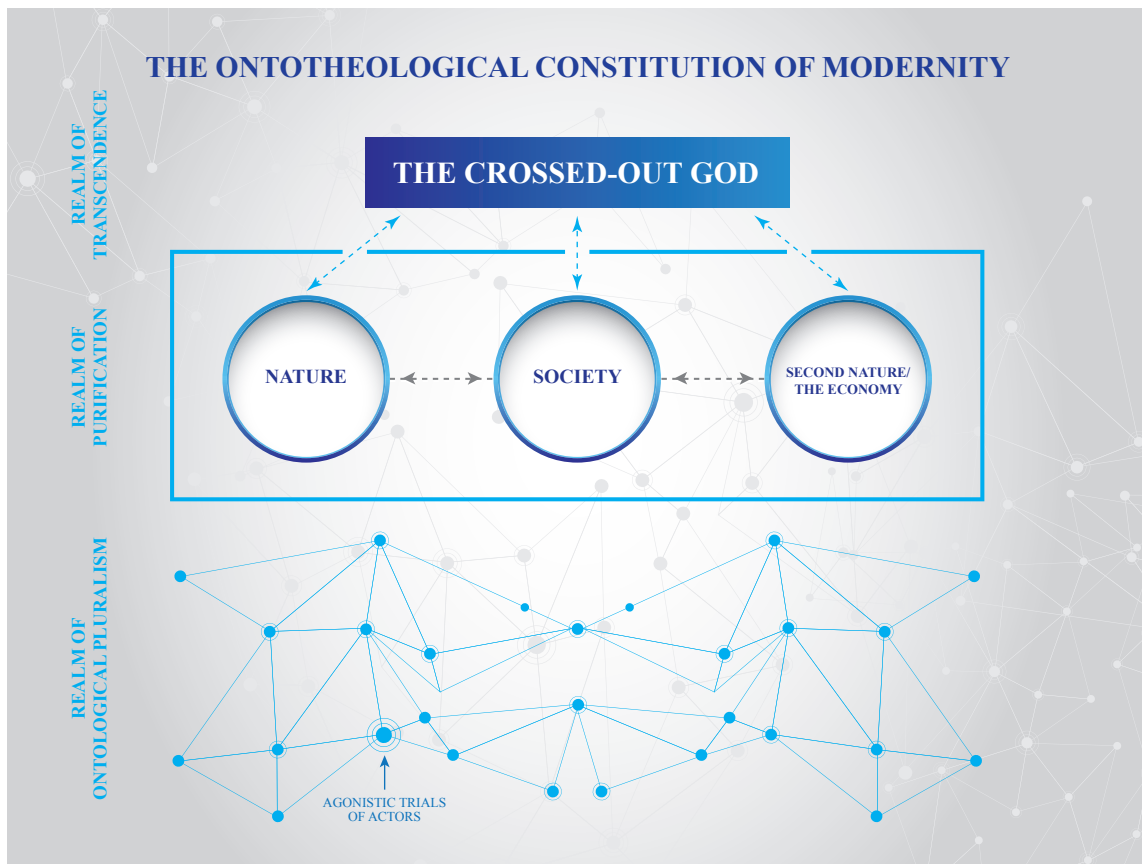 THE ONTOTHEOLOGICAL CONSTITUTION OF MODERNITY
REALM OF
TRANSCENDENCE
THE CROSSED-OUT GOD
REALM OF
PURIFICATION
NATURE
SOCIETY
SECOND NATURE/
THE ECONOMY
REALM OF
ONTOLOGICAL PLURALISM
AGONISTIC TRIALS
OF ACTORS